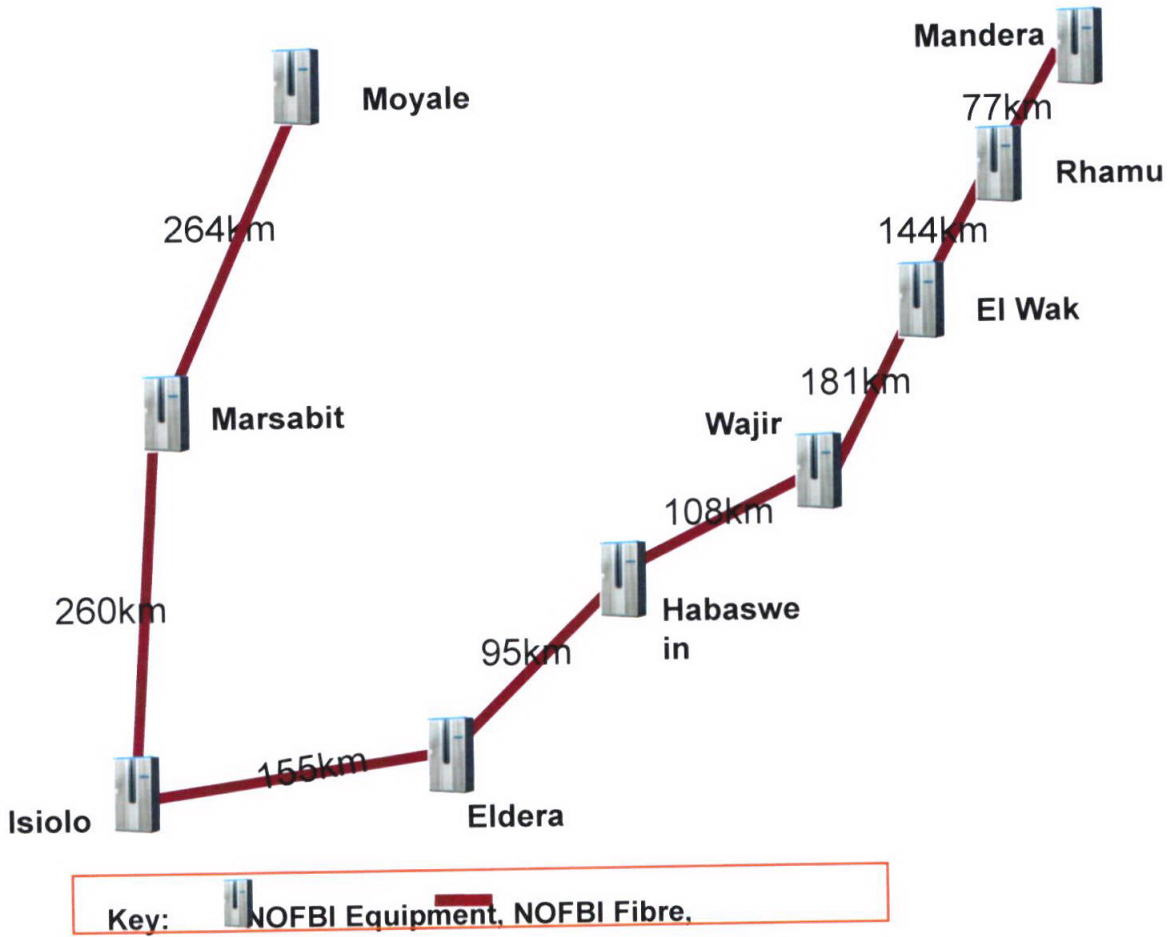 Mandera
77km
Moyale
Rhamu
264km
144km
El Wak
181km
Marsabit
Wajir
108km
260km
Habaswe
in
95km
155km
Isiolo
Eldera
Key: NOFBI Equipment, NOFBI Fibre,